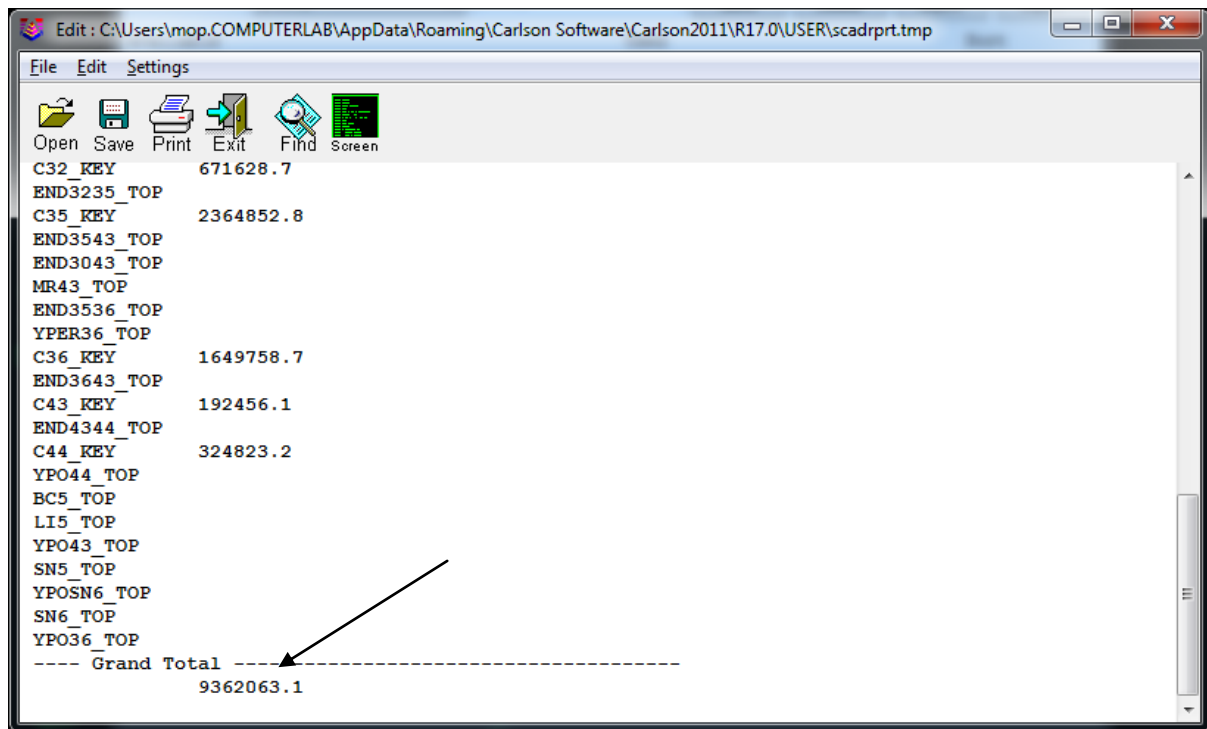 Edit : C:\Users\mop.COMPUTERLAB\AppData\Roaming\Carlson Software\Carlson2011\R17.0\USER\scadrprt.tmp
File Edit Settings
Open Save Print Exit Find Screen
C32_KEY 671628.7
END3235_TOP
C35_KEY 2364852.8
END3543_TOP
END3043_TOP
MR43_TOP
END3536_TOP
YPER36_TOP
C36_KEY 1649758.7
END3643_TOP
C43_KEY 192456.1
END4344_TOP
C44_KEY 324823.2
YPO44_TOP
BC5_TOP
LI5_TOP
YPO43_TOP
SN5_TOP
YPOSN6_TOP
SN6_TOP
YPO36_TOP
---- Grand Total ------------------------------------
9362063.1